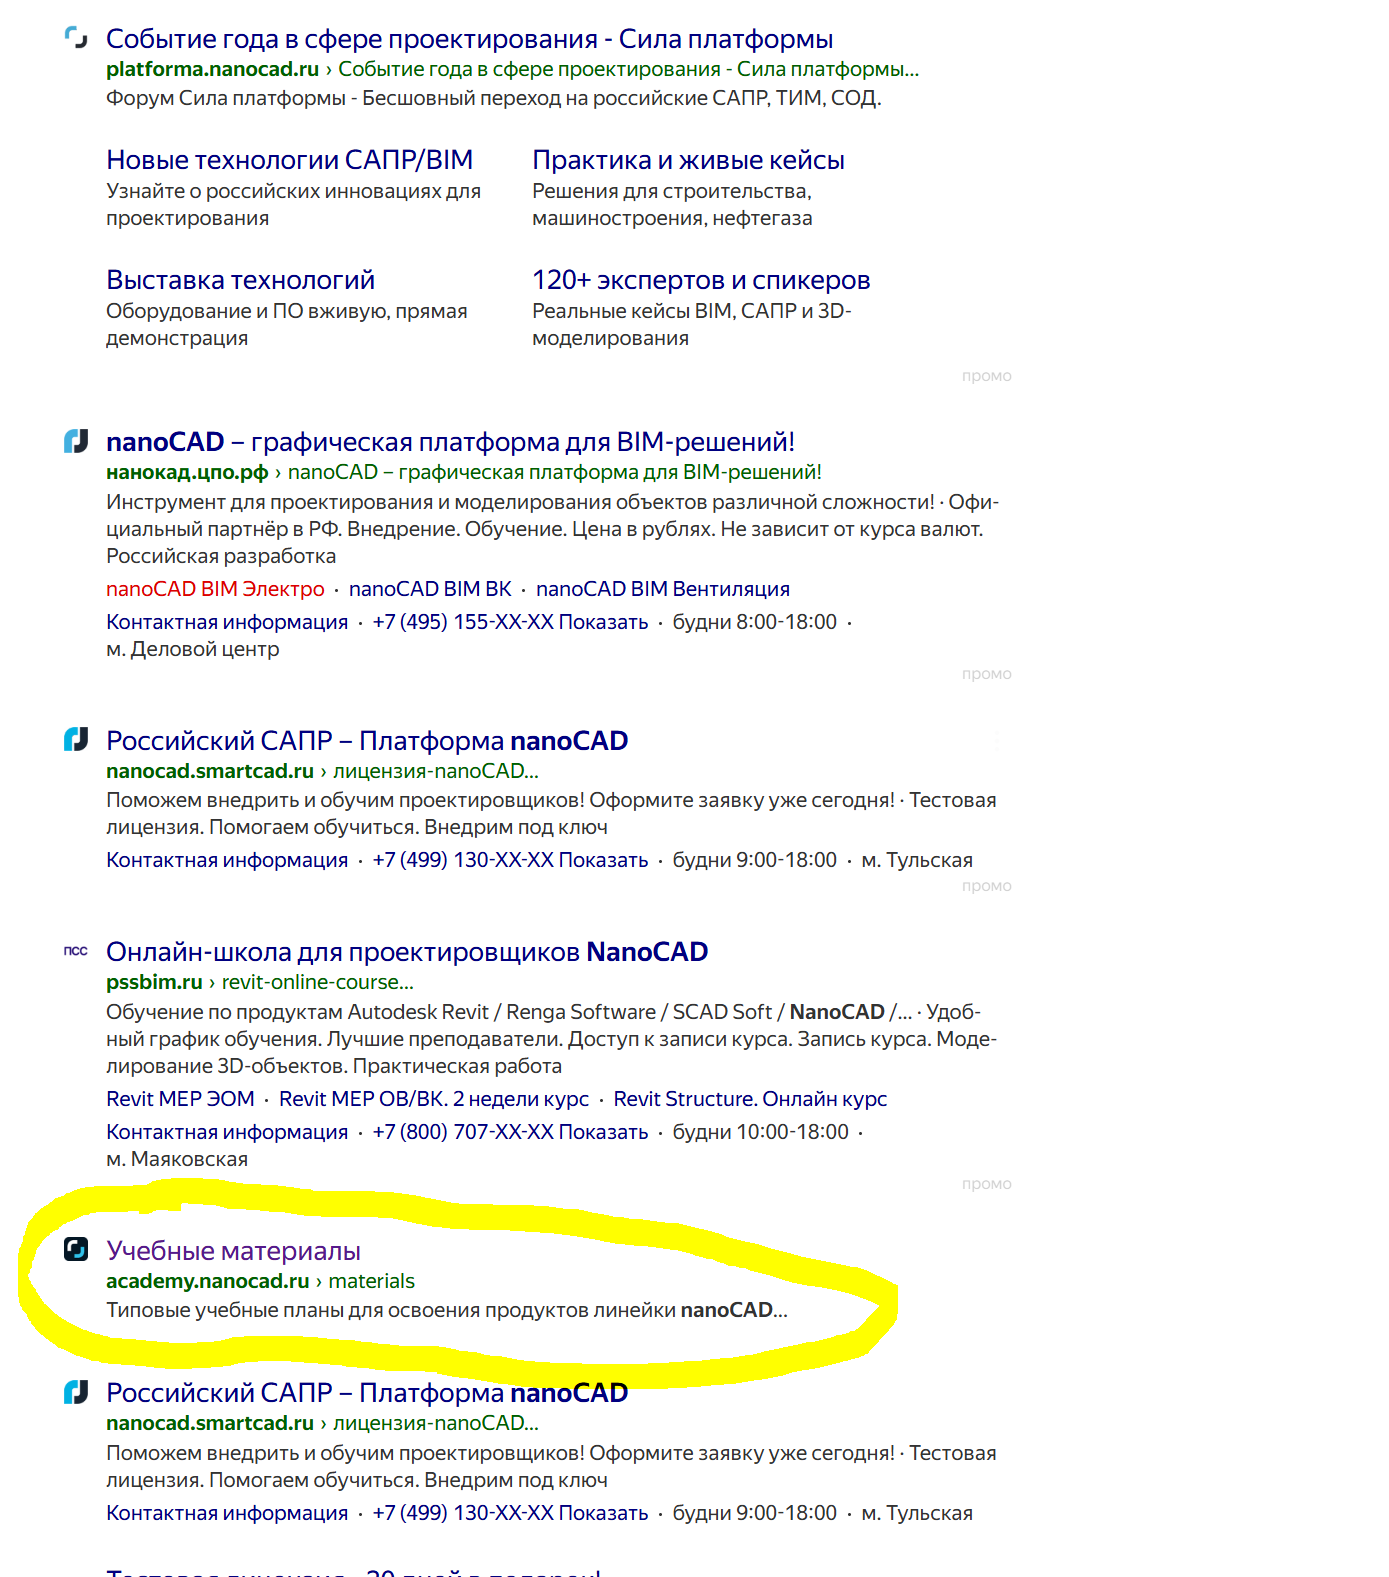 Событие года в сфере проектирования - Сила платформы
platforma.nanocad.ru › Событие года в сфере проектирования - Сила платформы...
Форум Сила платформы - Бесшовный переход на российские САПР, ТИМ, СОД.
Новые технологии САПР/BIM
Узнайте о российских инновациях для
проектирования
Практика и живые кейсы
Решения для строительства,
машиностроения, нефтегаза
Выставка технологий
Оборудование и ПО вживую, прямая
демонстрация
120+ экспертов и спикеров
Реальные кейсы BIM, САПР и 3D-
моделирования
промо
nanoCAD – графическая платформа для BIM-решений!
нанокад.цпо.рф › nanoCAD – графическая платформа для BIM-решений!
Инструмент для проектирования и моделирования объектов различной сложности! · Офи-
циальный партнёр в РФ. Внедрение. Обучение. Цена в рублях. Не зависит от курса валют.
Российская разработка
nanoCAD BIM Электро · nanoCAD BIM ВК · nanoCAD BIM Вентиляция
Контактная информация · +7 (495) 155-XX-XX Показать · будни 8:00-18:00 ·
м. Деловой центр
промо
Российский САПР – Платформа nanoCAD
nanocad.smartcad.ru › лицензия-nanoCAD...
Поможем внедрить и обучим проектировщиков! Оформите заявку уже сегодня! · Тестовая
лицензия. Помогаем обучиться. Внедрим под ключ
Контактная информация · +7 (499) 130-XX-XX Показать · будни 9:00-18:00 · м. Тульская
промо
псс
Онлайн-школа для проектировщиков NanoCAD
pssbim.ru › revit-online-course...
Обучение по продуктам Autodesk Revit / Renga Software / SCAD Soft / NanoCAD /... · Удоб-
ный график обучения. Лучшие преподаватели. Доступ к записи курса. Запись курса. Моде-
лирование 3D-объектов. Практическая работа
Revit MEP ЭОМ · Revit MEP ОВ/ВК. 2 недели курс · Revit Structure. Онлайн курс
Контактная информация · +7 (800) 707-XX-XX Показать · будни 10:00-18:00 ·
м. Маяковская
промо
Учебные материалы
academy.nanocad.ru › materials
Типовые учебные планы для освоения продуктов линейки nanoCAD...
Российский САПР – Платформа nanoCAD
nanocad.smartcad.ru › лицензия-nanoCAD...
Поможем внедрить и обучим проектировщиков! Оформите заявку уже сегодня! · Тестовая
лицензия. Помогаем обучиться. Внедрим под ключ
Контактная информация · +7 (499) 130-XX-XX Показать · будни 9:00-18:00 · м. Тульская